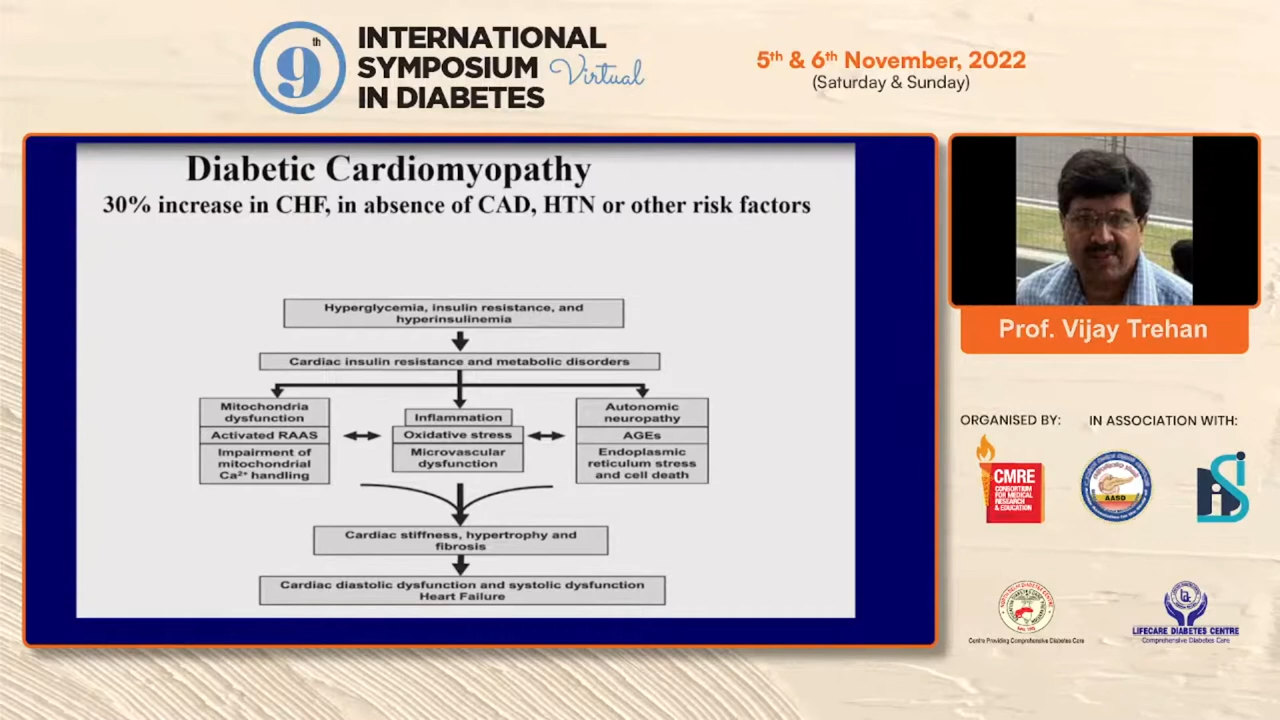 9th
INTERNATIONAL
SYMPOSIUM Virtual
IN DIABETES
5th & 6th November, 2022
(Saturday & Sunday)
Diabetic Cardiomyopathy
30% increase in CHF, in absence of CAD, HTN or other risk factors
Hyperglycemia, insulin resistance, and
hyperinsulinemia
Cardiac insulin resistance and metabolic disorders
Mitochondria
dysfunction
Activated RAAS
Impairment of
mitochondrial
Ca²⁺ handling
Inflammation
Oxidative stress
Microvascular
dysfunction
Autonomic
neuropathy
AGEs
Endoplasmic
reticulum stress
and cell death
Cardiac stiffness, hypertrophy and
fibrosis
Cardiac diastolic dysfunction and systolic dysfunction
Heart Failure
Prof. Vijay Trehan
ORGANISED BY:
IN ASSOCIATION WITH:
CMRE
CONSORTIUM
FOR MEDICAL
RESEARCH
& EDUCATION
AASD
Centre Providing Comprehensive Diabetes Care
LIFECARE DIABETES CENTRE
Comprehensive Diabetes Care